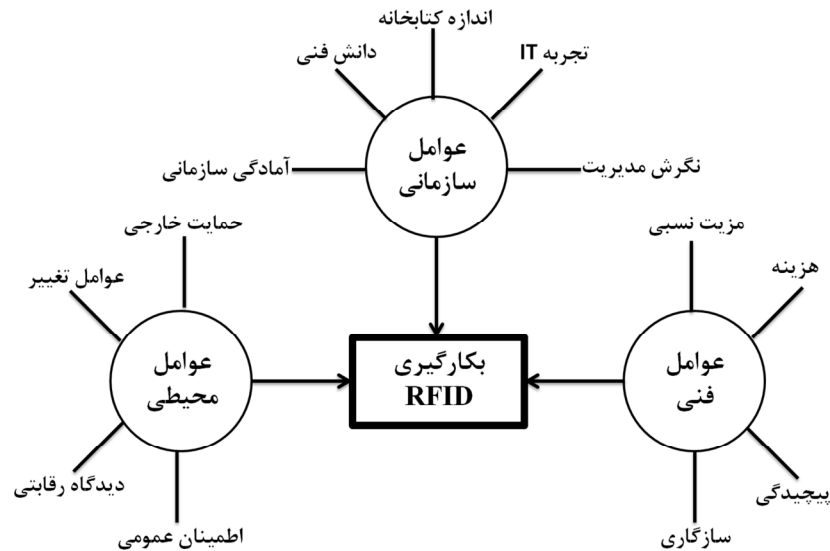 اندازه کتابخانه
دانش فنی
تجربه IT
عوامل
سازمانی
آمادگی سازمانی
نگرش مدیریت
حمایت خارجی
عوامل تغییر
عوامل
محیطی
دیدگاه رقابتی
اطمینان عمومی
بکارگیری
RFID
مزیت نسبی
هزینه
عوامل
فنی
پیچیدگی
سازگاری